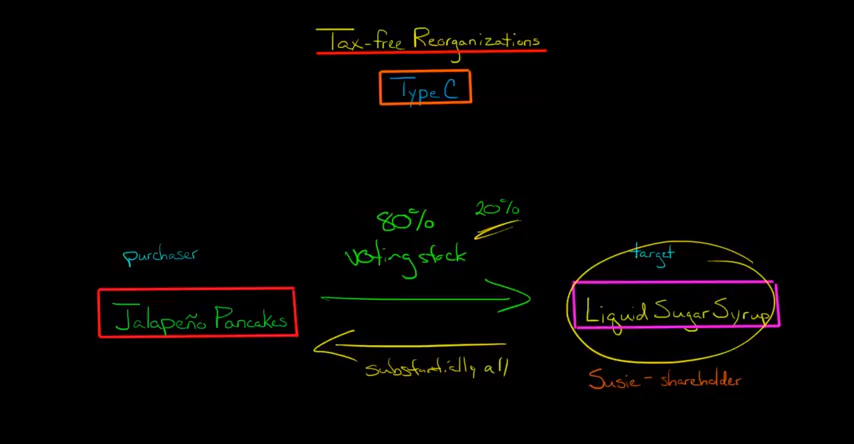 Tax-free Reorganizations
Type C
80%
20%
voting stock
purchaser
target
Jalapeño Pancakes
Liquid Sugar Syrup
substantially all
Susie - shareholder